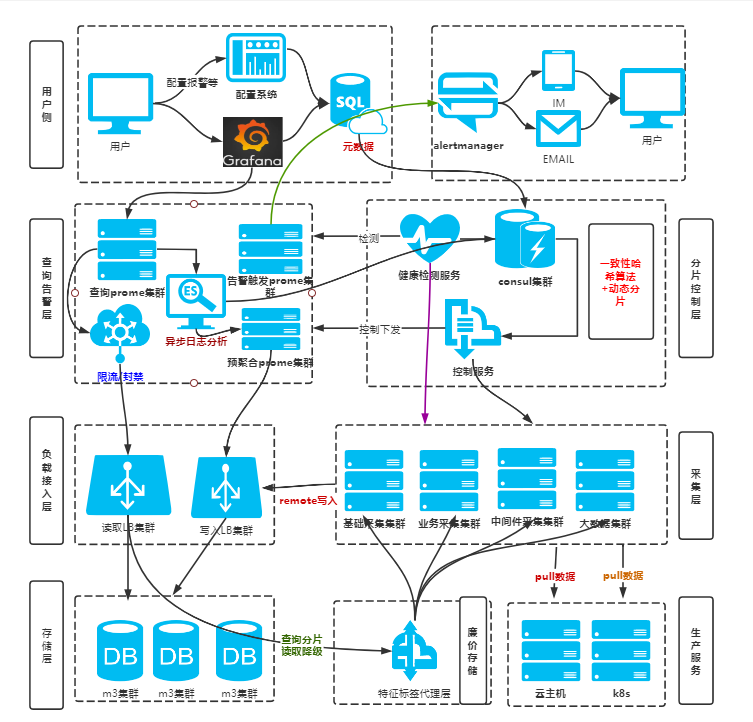 用户侧
用户
配置报警等
配置系统
Grafana
SQL
元数据
alertmanager
IM
EMAIL
用户
查询告警层
查询prome集群
告警触发prome集
群
ES
异步日志分析
预聚合prome集群
限流/封禁
检测
控制下发
健康检测服务
consul集群
控制服务
一致性哈
希算法
+动态分
片
分片控制层
负载接入层
读取LB集群
写入LB集群
remote写入
基础采集集群
业务采集集群
中间件采集集群
大数据集群
采集层
pull数据
pull数据
存储层
DB
DB
DB
m3集群
m3集群
m3集群
查询分片
读取降级
特征标签代理层
廉价存储
云主机
k8s
生产服务